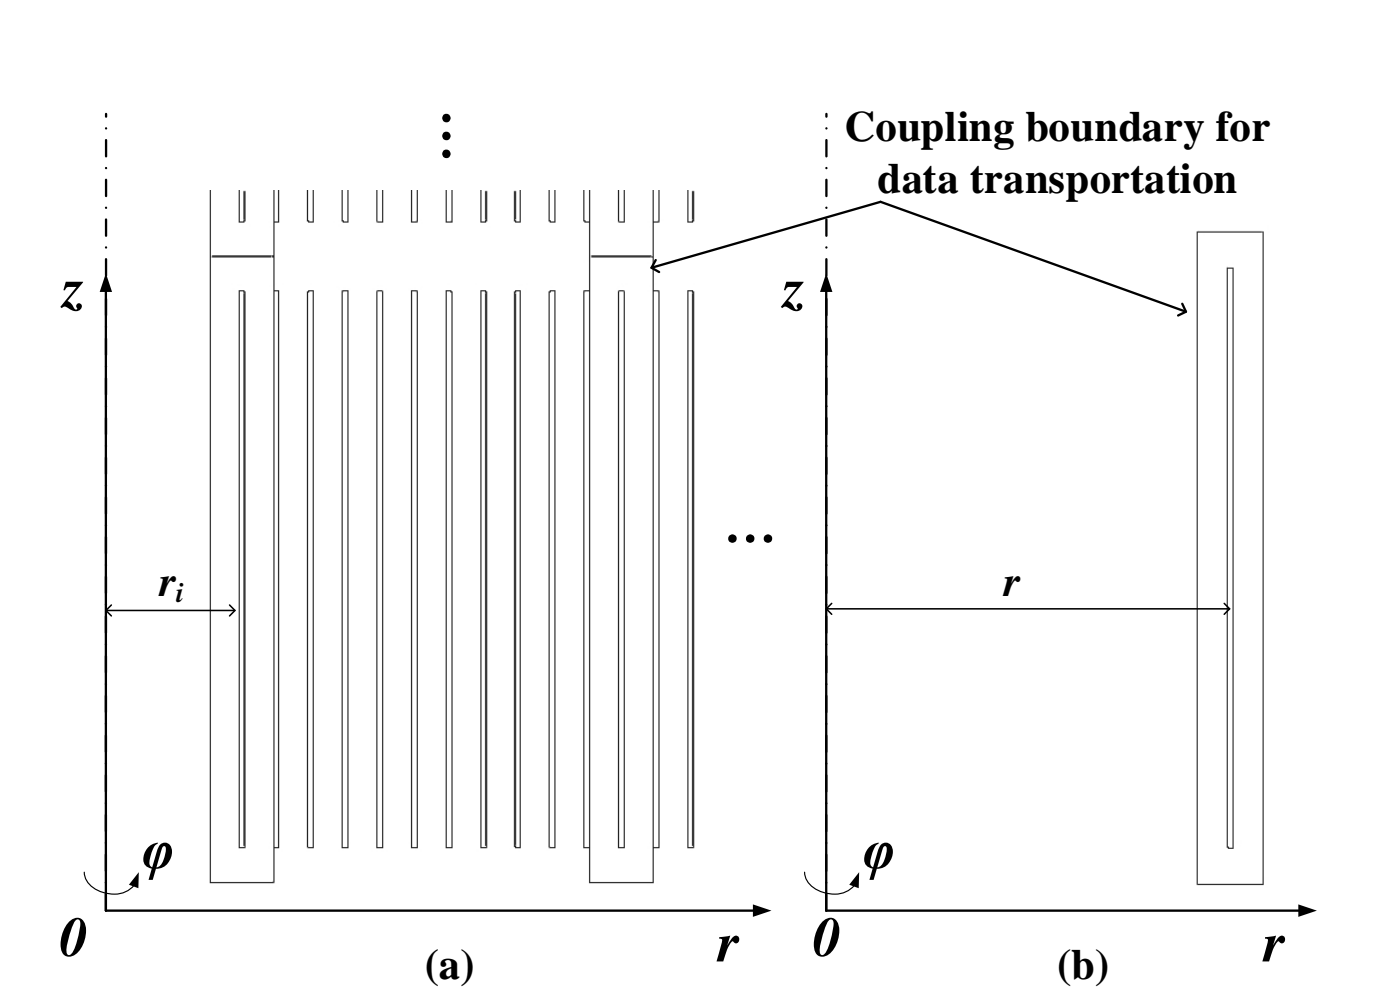 Coupling boundary for
data transportation
z
z
r_i
r
φ
φ
0
r
0
r
(a)
(b)